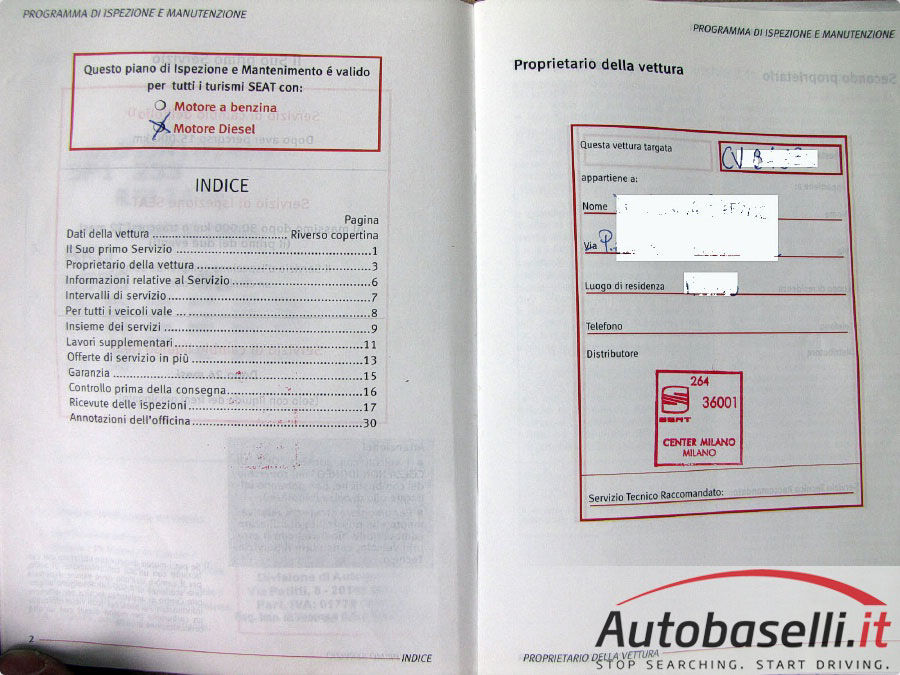 PROGRAMMA DI ISPEZIONE E MANUTENZIONE
Questo piano di Ispezione e Mantenimento é valido
per tutti i turismi SEAT con:
Motore a benzina
Motore Diesel
INDICE
Pagina
Dati della vettura ........................ Riverso copertina
Il Suo primo Servizio ........................ 1
Proprietario della vettura ........................ 3
Informazioni relative al Servizio ........................ 6
Intervalli di servizio ........................ 7
Per tutti i veicoli vale ........................ 8
Insieme dei servizi ........................ 9
Lavori supplementari ........................ 11
Offerte di servizio in più ........................ 13
Garanzia ........................ 15
Controllo prima della consegna ........................ 16
Ricevute delle ispezioni ........................ 17
Annotazioni dell'officina ........................ 30
2
INDICE
PROGRAMMA DI ISPEZIONE E MANUTENZIONE
Proprietario della vettura
Questa vettura targata
CV B
appartiene a:
Nome
Via P.
Luogo di residenza
Telefono
Distributore
264
36001
SEAT
CENTER MILANO
MILANO
Servizio Tecnico Raccomandato:
PROPRIETARIO DELLA VETTURA
Autobaselli.it
STOP SEARCHING. START DRIVING.